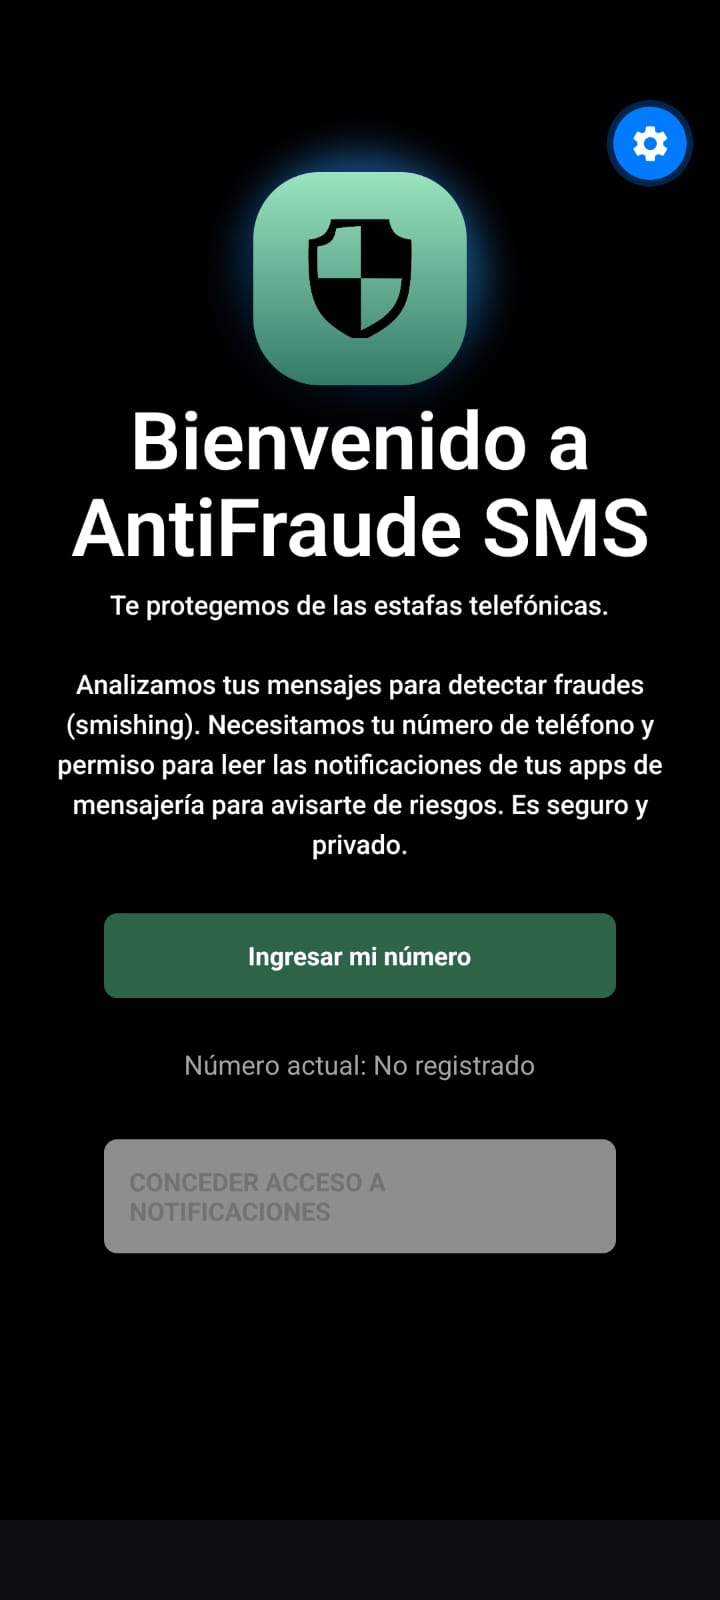 Bienvenido a
AntiFraude SMS
Te protegemos de las estafas telefónicas.
Analizamos tus mensajes para detectar fraudes
(smishing). Necesitamos tu número de teléfono y
permiso para leer las notificaciones de tus apps de
mensajería para avisarte de riesgos. Es seguro y
privado.
Ingresar mi número
Número actual: No registrado
CONCEDER ACCESO A
NOTIFICACIONES